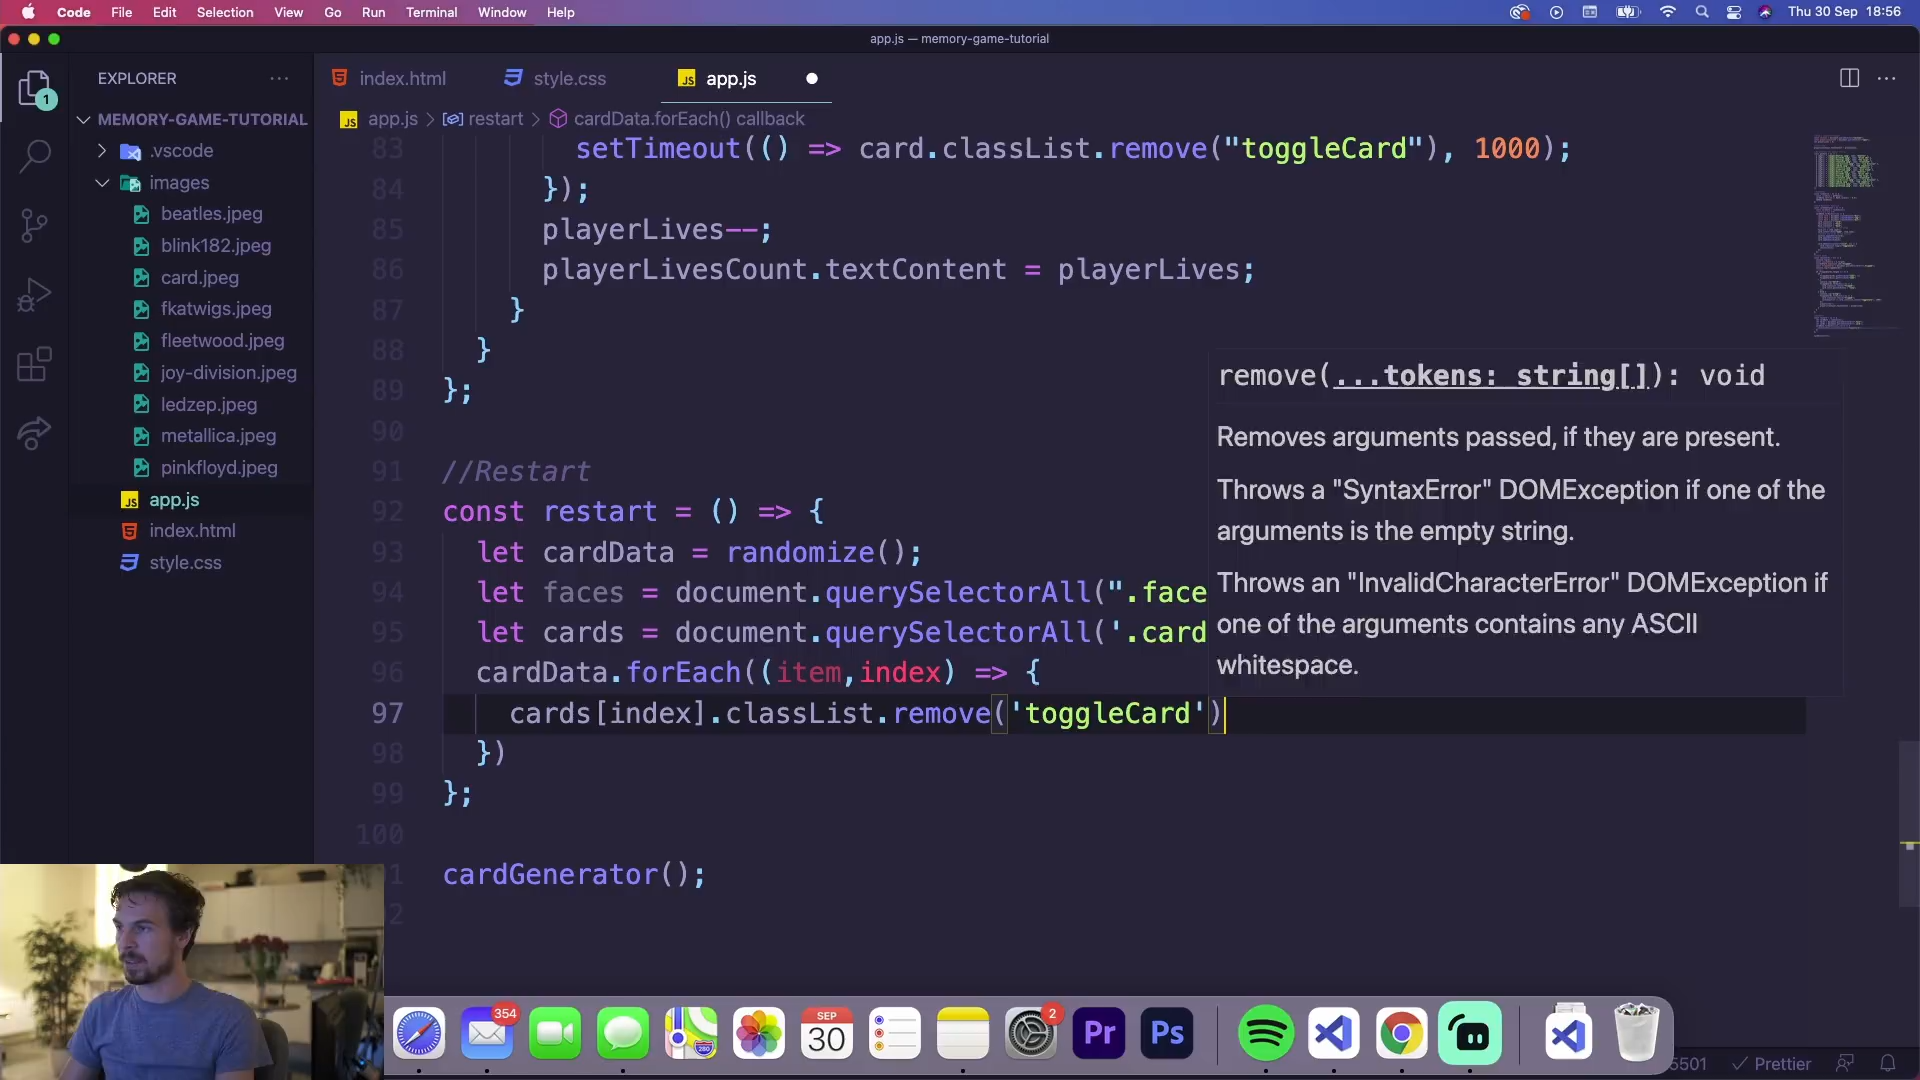 Code File Edit Selection View Go Run Terminal Window Help Thu 30 Sep 18:56
app.js — memory-game-tutorial
EXPLORER
index.html
style.css
JS app.js
1
MEMORY-GAME-TUTORIAL
JS app.js > restart > cardData.forEach() callback
.vscode
images
beatles.jpeg
blink182.jpeg
card.jpeg
fkatwigs.jpeg
fleetwood.jpeg
joy-division.jpeg
ledzep.jpeg
metallica.jpeg
pinkfloyd.jpeg
JS app.js
index.html
style.css
83 setTimeout(() => card.classList.remove("toggleCard"), 1000);
84 });
85 playerLives--;
86 playerLivesCount.textContent = playerLives;
87 }
88 }
89 };
90
91 //Restart
92 const restart = () => {
93 let cardData = randomize();
94 let faces = document.querySelectorAll(".face
95 let cards = document.querySelectorAll('.card
96 cardData.forEach((item,index) => {
97 cards[index].classList.remove('toggleCard')
98 })
99 };
100
1 cardGenerator();
2
remove(...tokens: string[]): void
Removes arguments passed, if they are present.
Throws a "SyntaxError" DOMException if one of the
arguments is the empty string.
Throws an "InvalidCharacterError" DOMException if
one of the arguments contains any ASCII
whitespace.
354
SEP
30
2
Pr
Ps
280
5501 Prettier